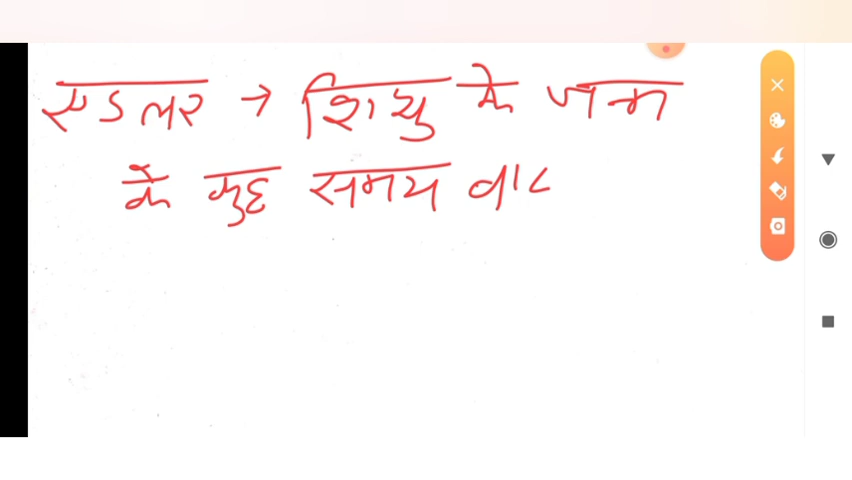 एडलर → शिशु के जन्म
के कुछ समय बाद